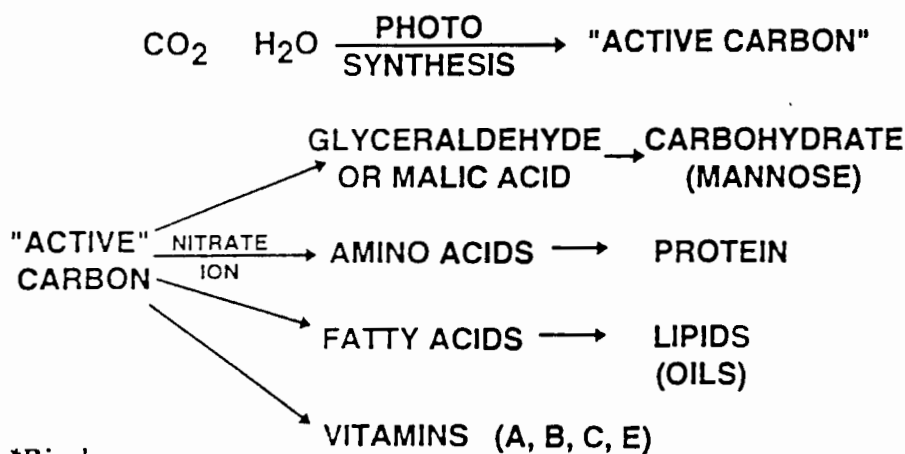 CO₂ H₂O PHOTO SYNTHESIS "ACTIVE CARBON"
GLYCERALDEHYDE OR MALIC ACID
CARBOHYDRATE (MANNOSE)
"ACTIVE" CARBON
NITRATE ION
AMINO ACIDS
PROTEIN
FATTY ACIDS
LIPIDS (OILS)
VITAMINS (A, B, C, E)